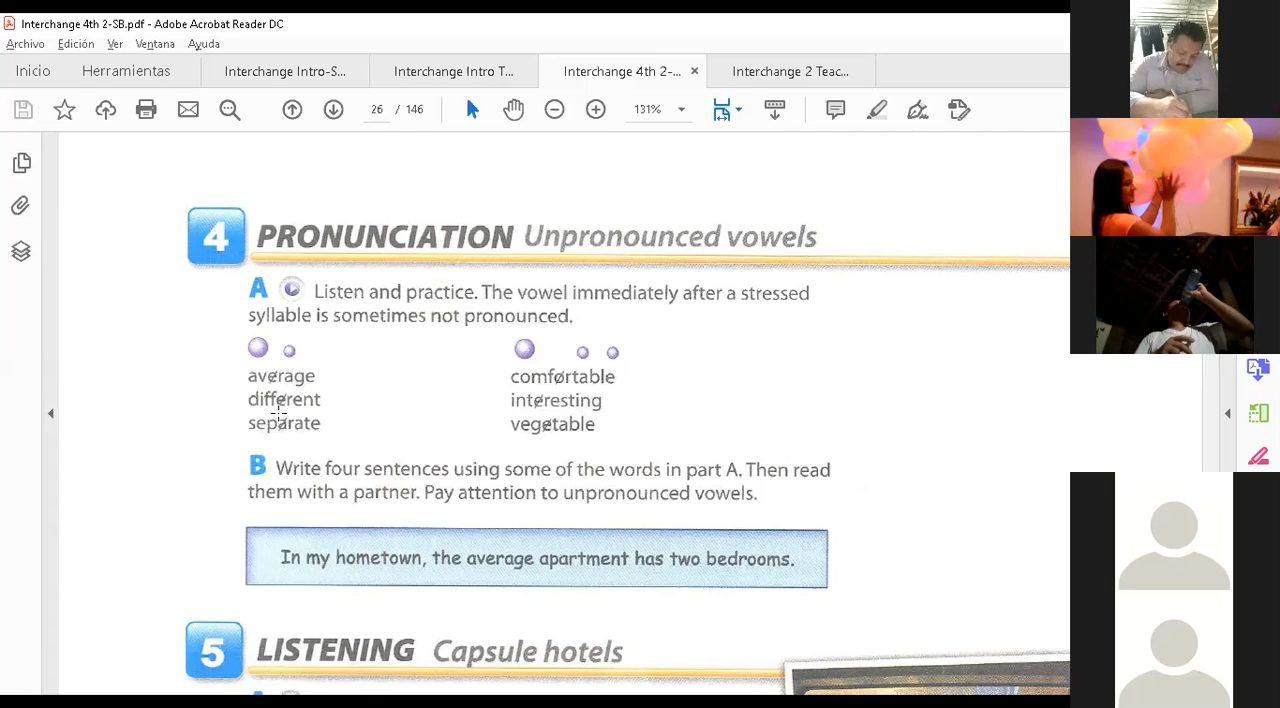 Interchange 4th 2-SB.pdf - Adobe Acrobat Reader DC
Archivo Edición Ver Ventana Ayuda
Inicio Herramientas Interchange Intro-S... Interchange Intro T... Interchange 4th 2-... × Interchange 2 Teac...
26 / 146 131%
4 PRONUNCIATION Unpronounced vowels
A Listen and practice. The vowel immediately after a stressed
syllable is sometimes not pronounced.
average comfortable
different interesting
separate vegetable
B Write four sentences using some of the words in part A. Then read
them with a partner. Pay attention to unpronounced vowels.
In my hometown, the average apartment has two bedrooms.
5 LISTENING Capsule hotels